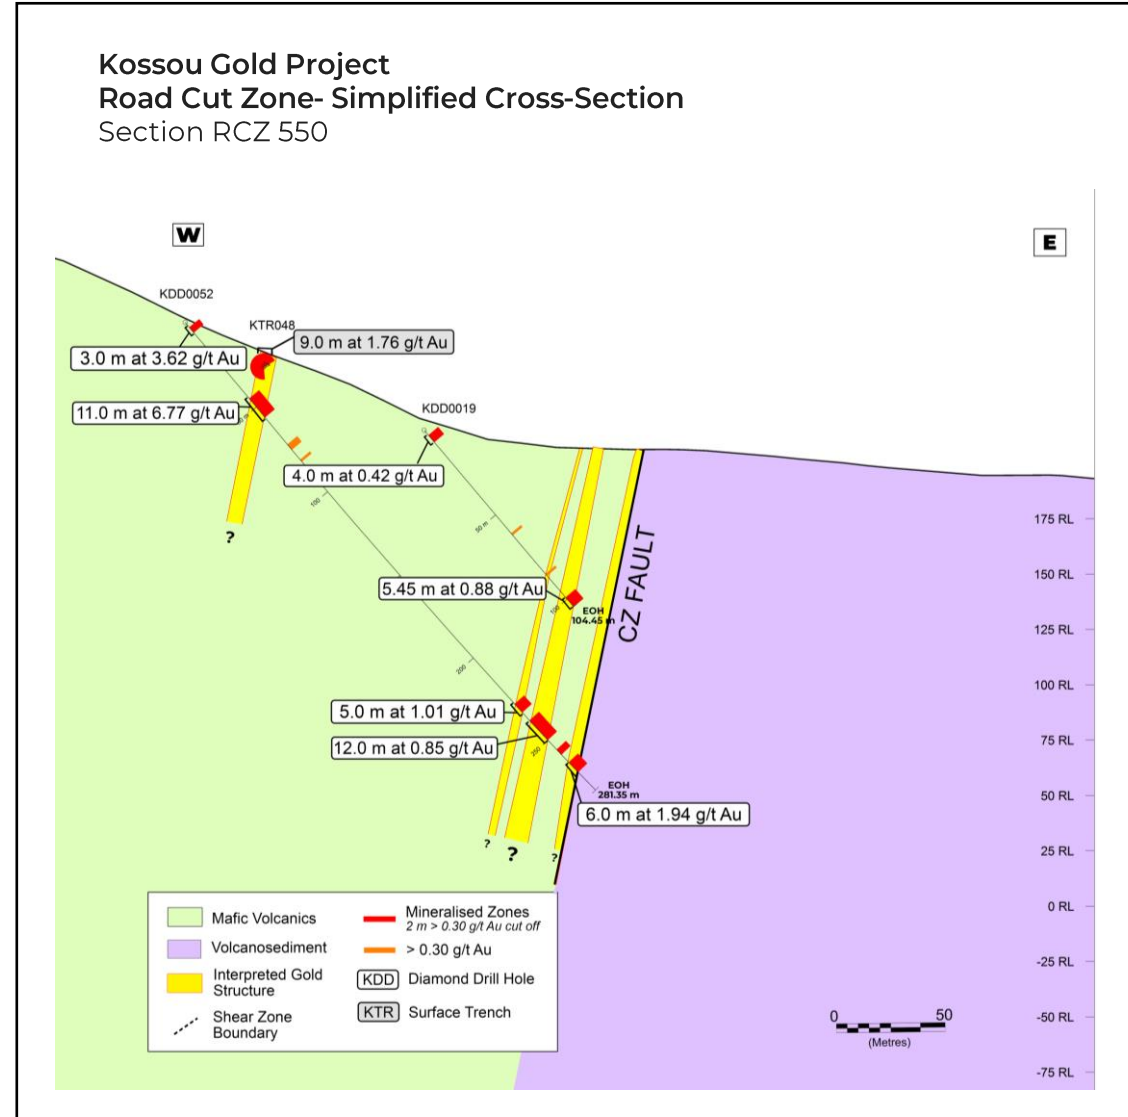 Kossou Gold Project
Road Cut Zone- Simplified Cross-Section
Section RCZ 550
W
E
KDD0052
KTR048
9.0 m at 1.76 g/t Au
3.0 m at 3.62 g/t Au
11.0 m at 6.77 g/t Au
KDD0019
4.0 m at 0.42 g/t Au
100
50 m
?
175 RL
150 RL
125 RL
100 RL
75 RL
50 RL
25 RL
0 RL
-25 RL
-50 RL
-75 RL
CZ FAULT
5.45 m at 0.88 g/t Au
100
EOH
104.45 m
200
5.0 m at 1.01 g/t Au
12.0 m at 0.85 g/t Au
250
EOH
281.35 m
6.0 m at 1.94 g/t Au
?
?
?
Mafic Volcanics
Volcanosediment
Interpreted Gold
Structure
Shear Zone
Boundary
Mineralised Zones
2 m > 0.30 g/t Au cut off
> 0.30 g/t Au
KDD
Diamond Drill Hole
KTR
Surface Trench
0
50
(Metres)